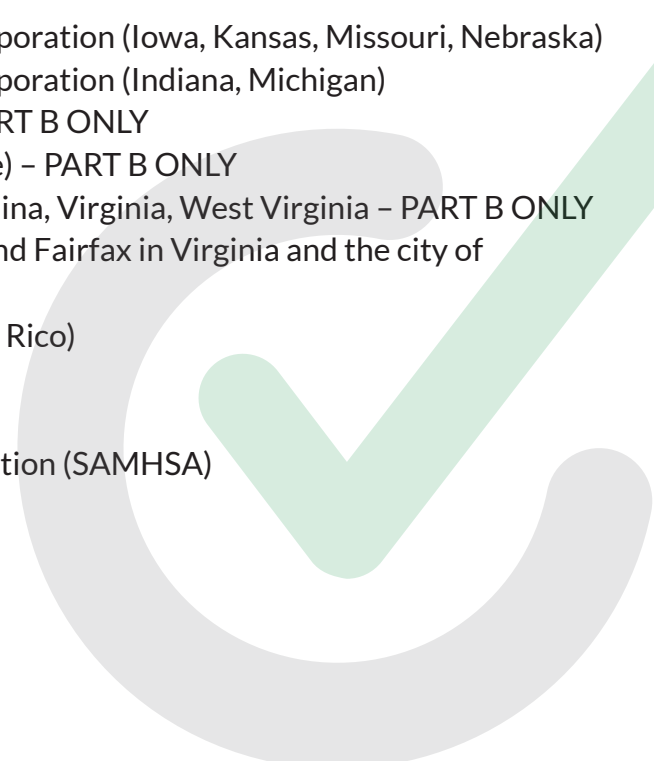 poration (Iowa, Kansas, Missouri, Nebraska)
poration (Indiana, Michigan)
RT B ONLY
e) – PART B ONLY
ina, Virginia, West Virginia – PART B ONLY
nd Fairfax in Virginia and the city of
Rico)
tion (SAMHSA)